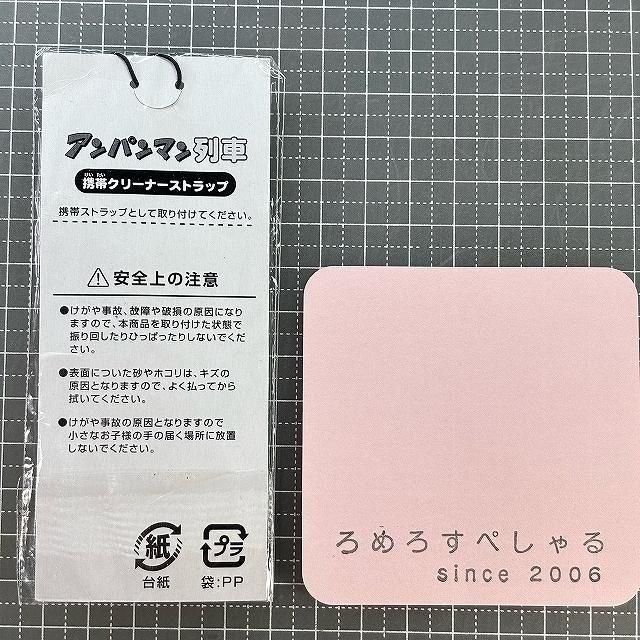 アンパンマン列車
携帯クリーナーストラップ
携帯ストラップとして取り付けてください。
安全上の注意
●けがや事故、故障や破損の原因になり
ますので、本商品を取り付けた状態で
振り回したりひっぱったりしないでくだ
さい。
●表面についた砂やホコリは、キズの
原因となりますので、よく払ってから
拭いてください。
●けがや事故の原因となりますので
小さなお子様の手の届く場所に放置
しないでください。
紙
台紙
プラ
袋:PP
ろめろすぺしゃる
since 2006